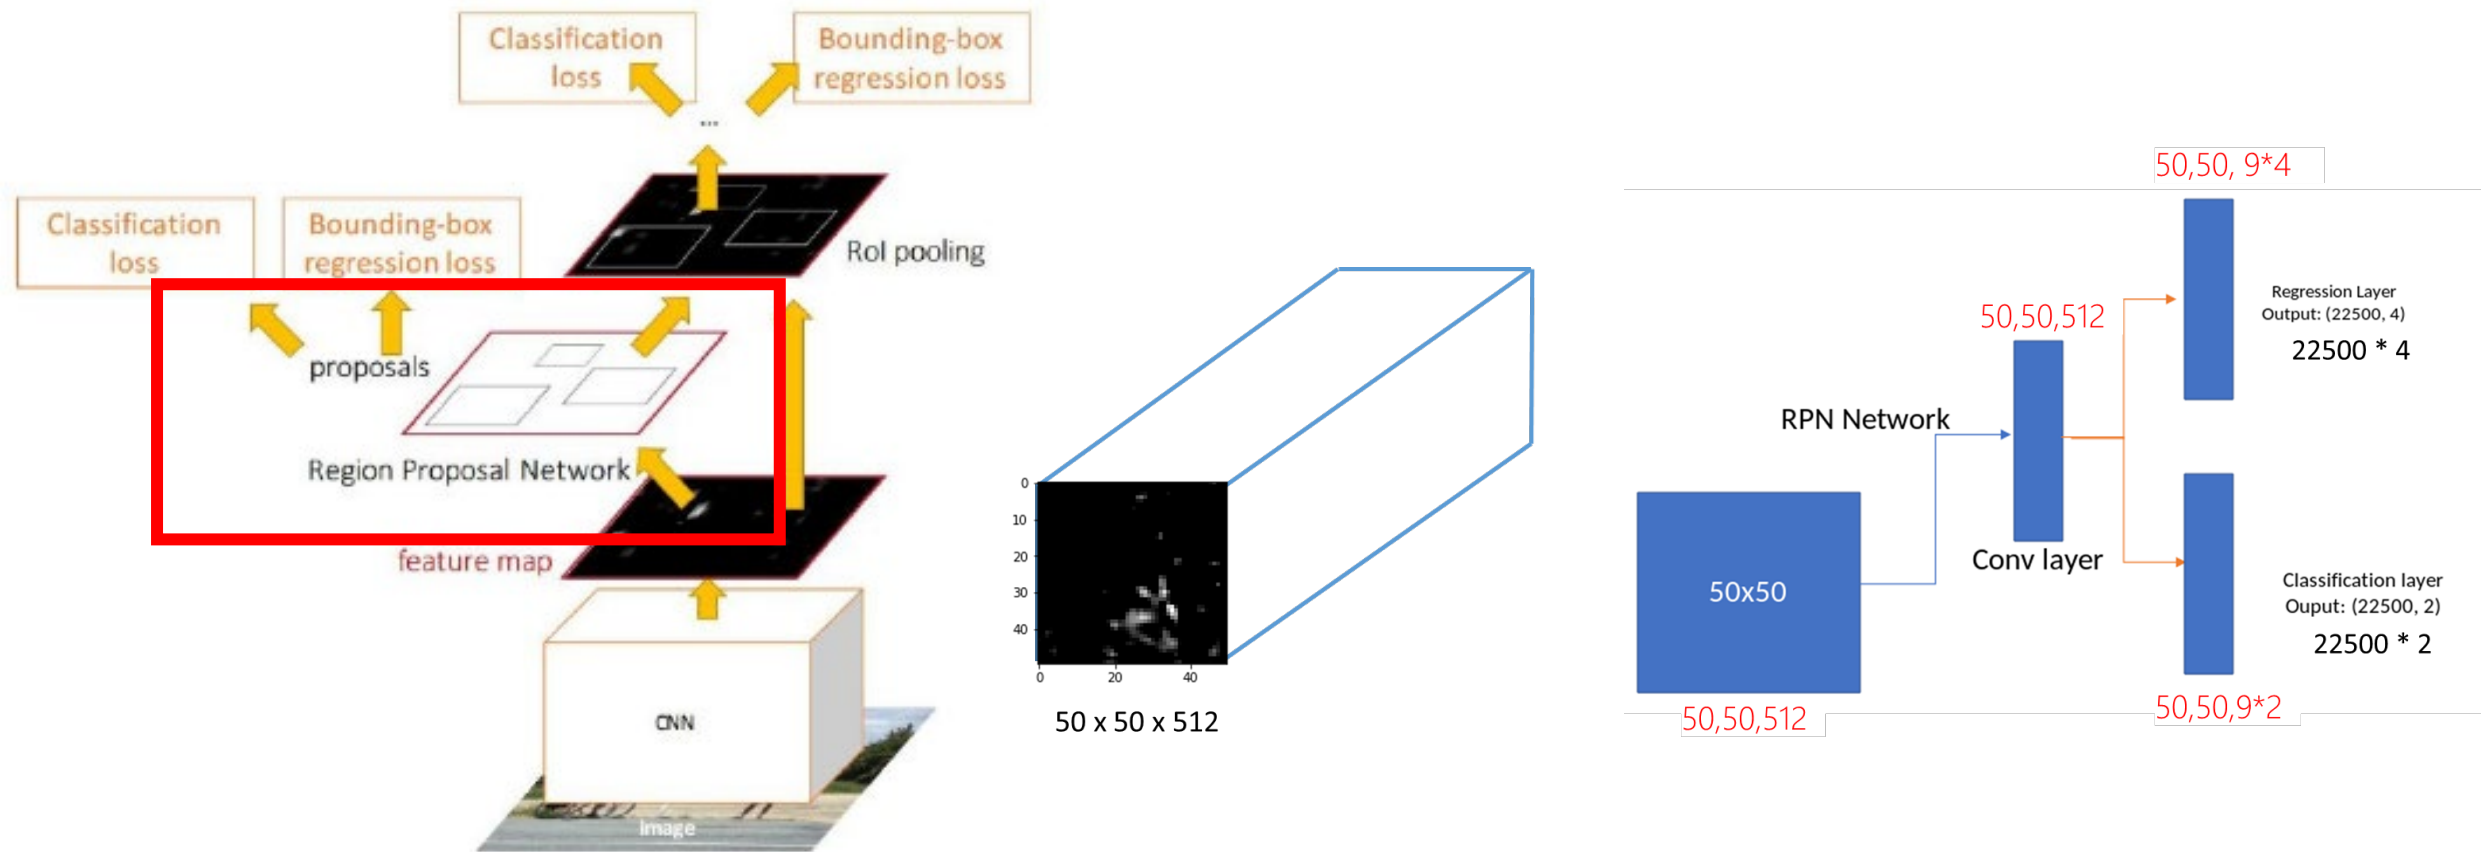 Classification
loss
Bounding-box
regression loss
...
Classification
loss
Bounding-box
regression loss
RoI pooling
proposals
Region Proposal Network
feature map
CNN
Image
0
10
20
30
40
0
20
40
50 x 50 x 512
50,50, 9*4
Regression Layer
Output: (22500, 4)
22500 * 4
50,50,512
RPN Network
Conv layer
50x50
50,50,512
Classification layer
Ouput: (22500, 2)
22500 * 2
50,50,9*2